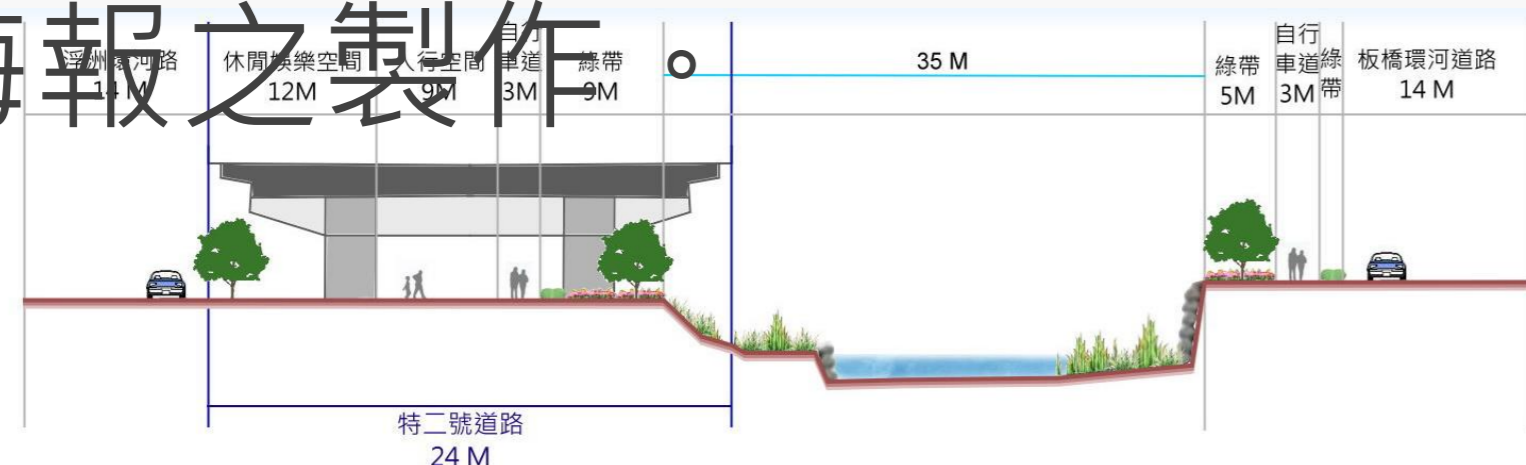 海報之製作。
浮洲環河路
14 M
休閒娛樂空間
12M
人行空間
9M
自行
車道
3M
綠帶
9M
35 M
綠帶
5M
自行
車道
3M
綠
帶
板橋環河道路
14 M
特二號道路
24 M